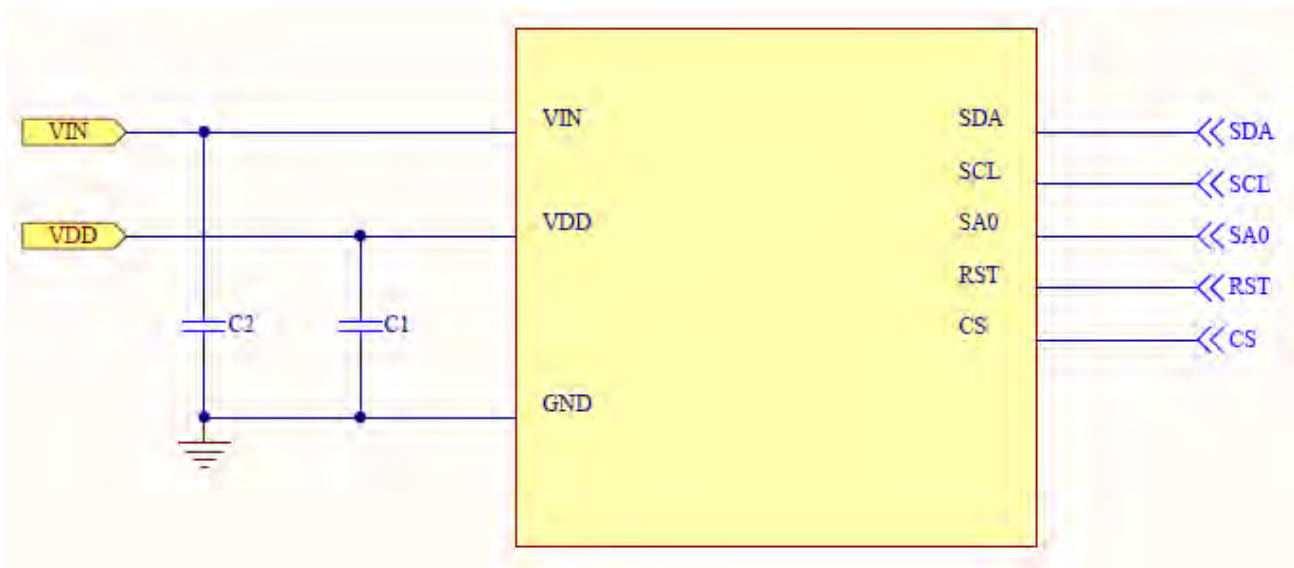 VIN
VIN
SDA
SDA
SCL
SCL
VDD
VDD
SA0
SA0
RST
RST
C2
C1
CS
CS
GND